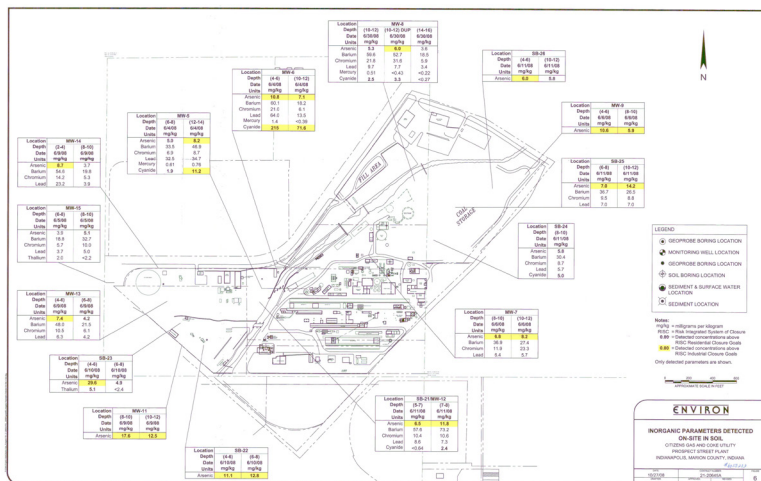 Location MW-8
Depth (10-12) (10-12) DUP (14-16)
Date 6/30/08 6/30/08 6/30/08
Units mg/kg mg/kg mg/kg
Arsenic 5.3 6.0 3.6
Barium 59.6 52.7 16.5
Chromium 21.8 31.6 5.9
Lead 9.7 7.7 3.4
Mercury 0.51 <0.43 <0.22
Cyanide 2.5 3.3 <0.27
Location MW-6
Depth (4-6) (10-12)
Date 6/4/08 6/4/08
Units mg/kg mg/kg
Arsenic 10.8 7.1
Barium 60.1 15.2
Chromium 21.0 6.1
Lead 64.0 13.5
Mercury 1.4 <0.36
Cyanide 215 71.6
Location SB-26
Depth (4-6) (10-12)
Date 6/11/08 6/11/08
Units mg/kg mg/kg
Arsenic 6.0 5.8
N
Location MW-9
Depth (4-6) (8-10)
Date 6/6/08 6/6/08
Units mg/kg mg/kg
Arsenic 10.6 5.9
Location MW-5
Depth (6-8) (12-14)
Date 6/4/08 6/4/08
Units mg/kg mg/kg
Arsenic 5.8 8.2
Barium 33.5 48.9
Chromium 6.9 8.7
Lead 32.5 34.7
Mercury 0.61 0.76
Cyanide 1.9 11.2
Location MW-14
Depth (2-4) (8-10)
Date 6/9/08 6/9/08
Units mg/kg mg/kg
Arsenic 8.7 3.7
Barium 84.6 19.6
Chromium 14.2 5.3
Lead 23.2 3.9
FILL AREA
COAL STORAGE
Location SB-25
Depth (6-8) (10-12)
Date 6/11/08 6/11/08
Units mg/kg mg/kg
Arsenic 7.6 14.2
Barium 36.7 26.5
Chromium 9.5 8.8
Lead 7.0 7.0
Location MW-15
Depth (6-8) (8-10)
Date 6/5/08 6/5/08
Units mg/kg mg/kg
Arsenic 3.9 5.1
Barium 18.8 32.7
Chromium 5.7 10.0
Lead 3.7 5.0
Thallium 2.0 <2.2
Location SB-24
Depth (8-10)
Date 6/11/08
Units mg/kg
Arsenic 5.6
Barium 30.4
Chromium 9.7
Lead 5.7
Cyanide
LEGEND
GEOPROBE BORING LOCATION
MONITORING WELL LOCATION
GEOPROBE BORING LOCATION
SOIL BORING LOCATION
SEDIMENT & SURFACE WATER
LOCATION
SEDIMENT LOCATION
Location MW-13
Depth (4-6) (6-8)
Date 6/9/08 6/9/08
Units mg/kg mg/kg
Arsenic 7.4 4.2
Barium 48.0 21.5
Chromium 10.9 6.1
Lead 6.3 4.2
Location MW-7
Depth (8-10) (10-12)
Date 6/6/08 6/6/08
Units mg/kg mg/kg
Arsenic 6.8 8.2
Barium 38.8 27.4
Chromium 11.9 23.3
Lead 5.4 5.7
Notes:
mg/kg = milligrams per kilogram
RISC = Risk Integrated System of Closure
0.00 = Detected concentrations above
RISC Residential Closure Goals
0.00 = Detected concentrations above
RISC Industrial Closure Goals
Only detected parameters are shown.
APPROXIMATE SCALE IN FEET
Location SB-23
Depth (4-6) (6-8)
Date 6/10/08 6/10/08
Units mg/kg mg/kg
Arsenic 29.6 4.9
Thallium 5.1 <2.4
Location MW-11
Depth (8-10) (10-12)
Date 6/9/08 6/9/08
Units mg/kg mg/kg
Arsenic 17.8 12.5
Location SB-21/MW-12
Depth (5-7) (7-8)
Date 6/11/08 6/11/08
Units mg/kg mg/kg
Arsenic 6.5 11.8
Barium 57.8 73.2
Chromium 10.4 10.6
Lead 8.6 7.3
Cyanide <0.64 2.4
Location SB-22
Depth (4-6) (6-8)
Date 6/10/08 6/10/08
Units mg/kg mg/kg
Arsenic 11.1 12.9
ENVIRON
INORGANIC PARAMETERS DETECTED
ON-SITE IN SOIL
CITIZENS GAS AND COKE UTILITY
PROSPECT STREET PLANT
INDIANAPOLIS, MARION COUNTY, INDIANA
10/07/08
21-20645A
6